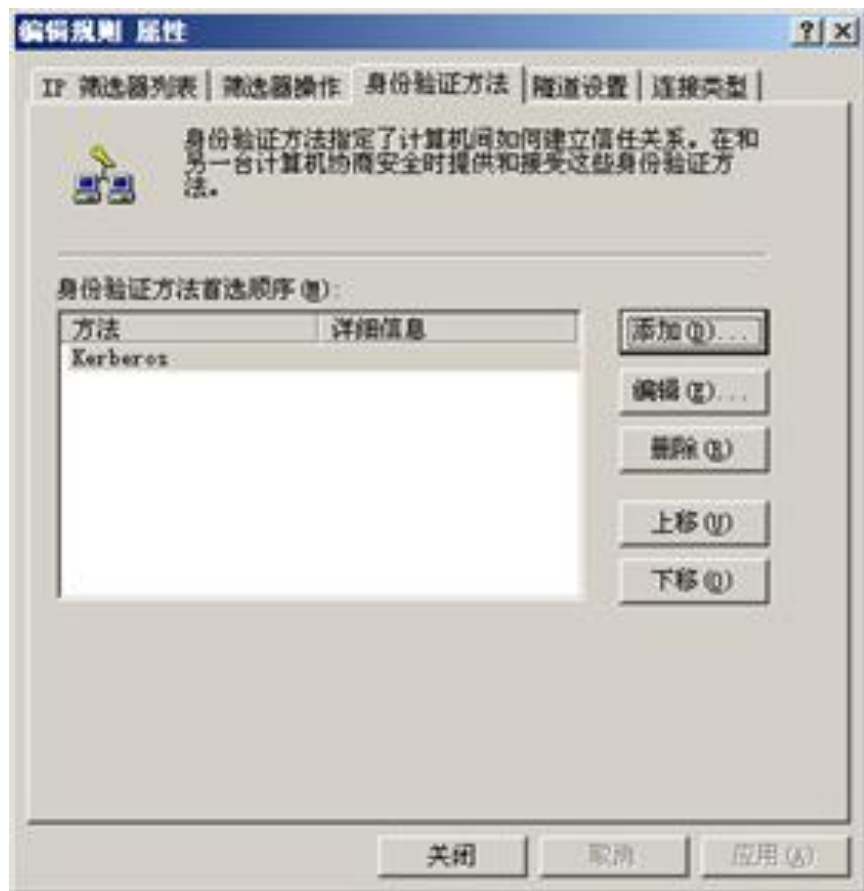 编辑规则 属性
IP 筛选器列表 筛选器操作 身份验证方法 隧道设置 连接类型
身份验证方法指定了计算机间如何建立信任关系。在和
另一台计算机协商安全时提供和接受这些身份验证方
法。
身份验证方法首选顺序(M):
方法 详细信息
Kerberos
添加(D)...
编辑(E)...
删除(R)
上移(U)
下移(O)
关闭 取消 应用(A)